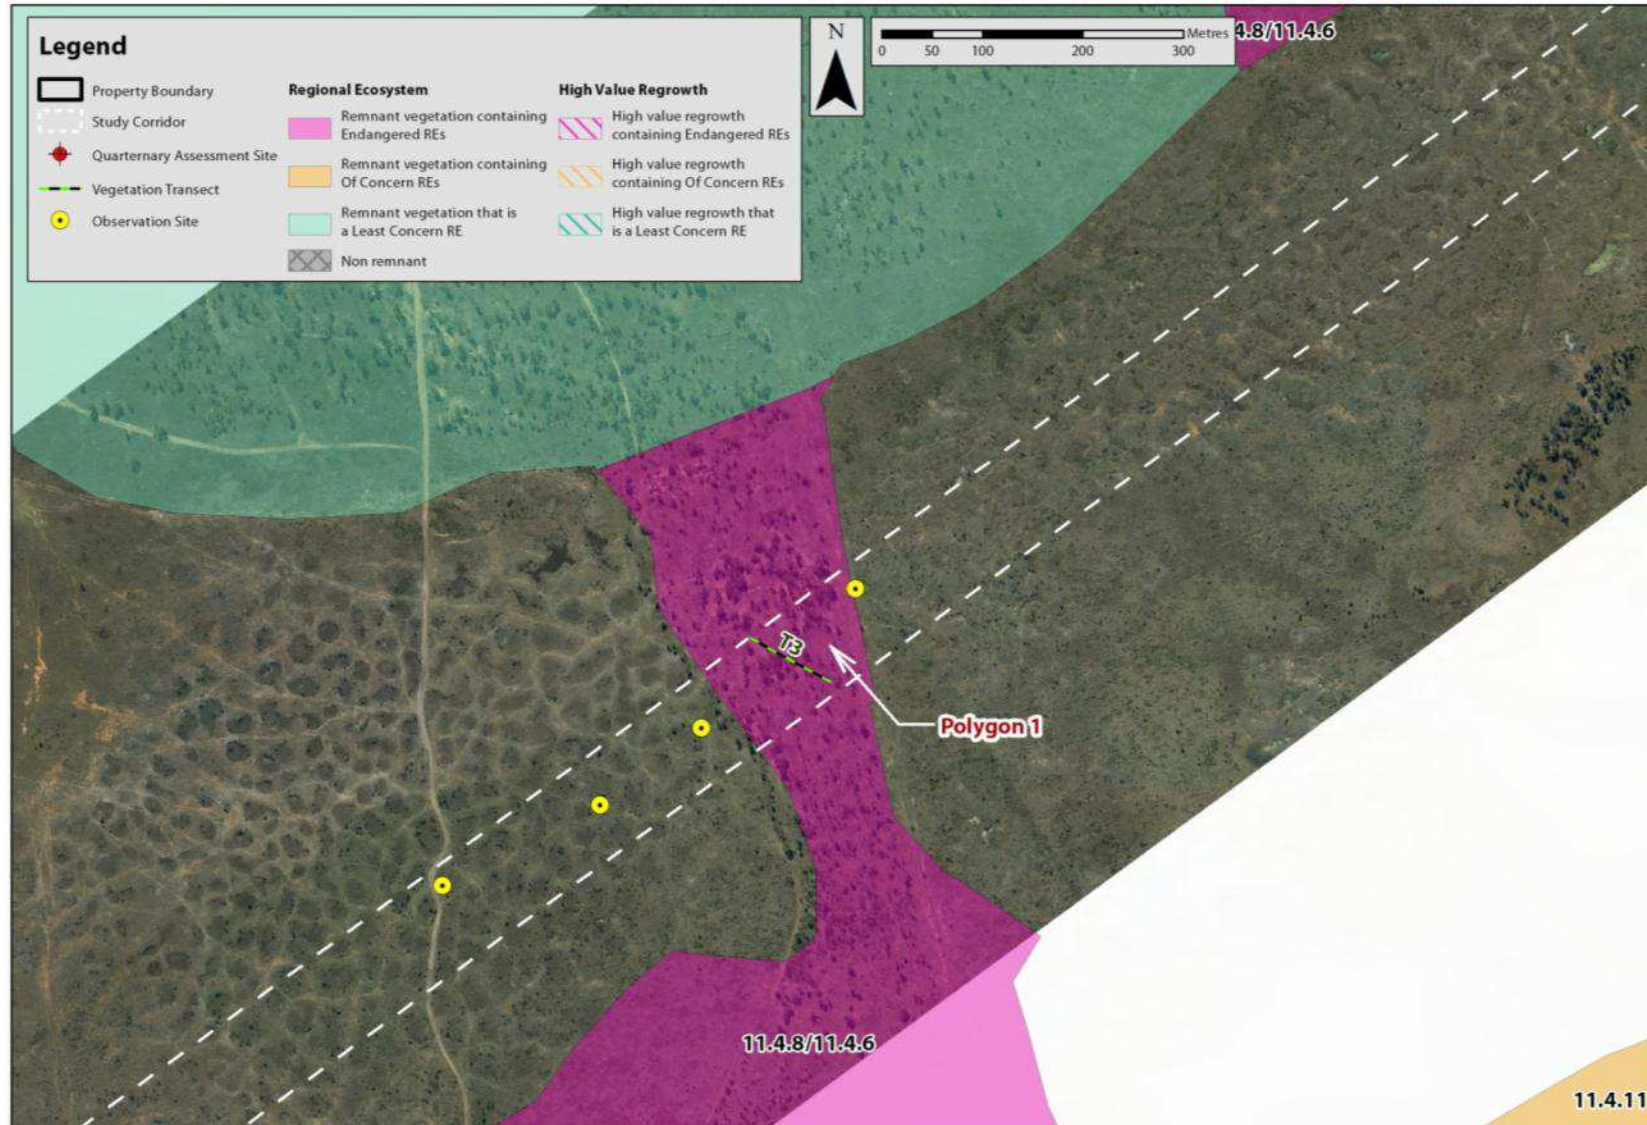 Legend
Property Boundary
Study Corridor
Quarternary Assessment Site
Vegetation Transect
Observation Site
Regional Ecosystem
Remnant vegetation containing
Endangered REs
Remnant vegetation containing
Of Concern REs
Remnant vegetation that is
a Least Concern RE
Non remnant
High Value Regrowth
High value regrowth
containing Endangered REs
High value regrowth
containing Of Concern REs
High value regrowth that
is a Least Concern RE
N
Metres
0 50 100 200 300
4.8/11.4.6
T3
Polygon 1
11.4.8/11.4.6
11.4.11